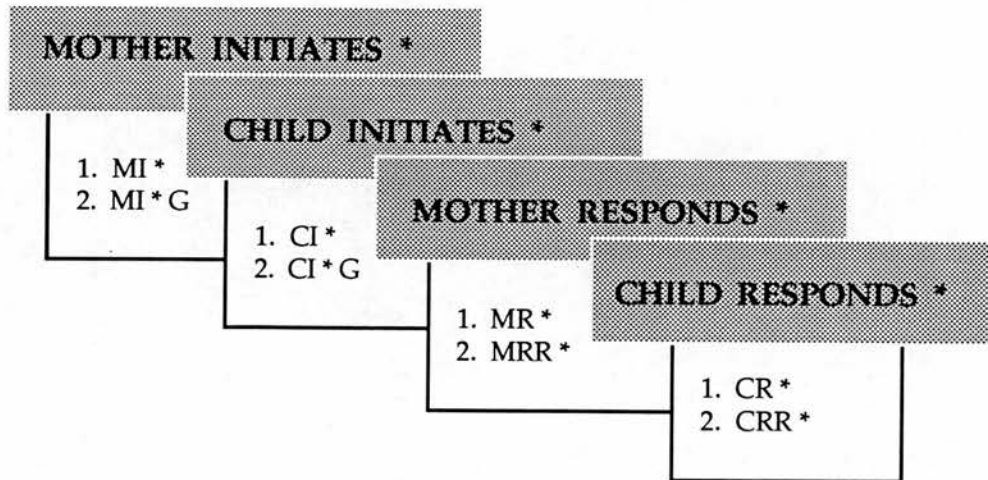 MOTHER INITIATES *
CHILD INITIATES *
1. MI *
2. MI * G
MOTHER RESPONDS *
1. CI *
2. CI * G
CHILD RESPONDS *
1. MR *
2. MRR *
1. CR *
2. CRR *